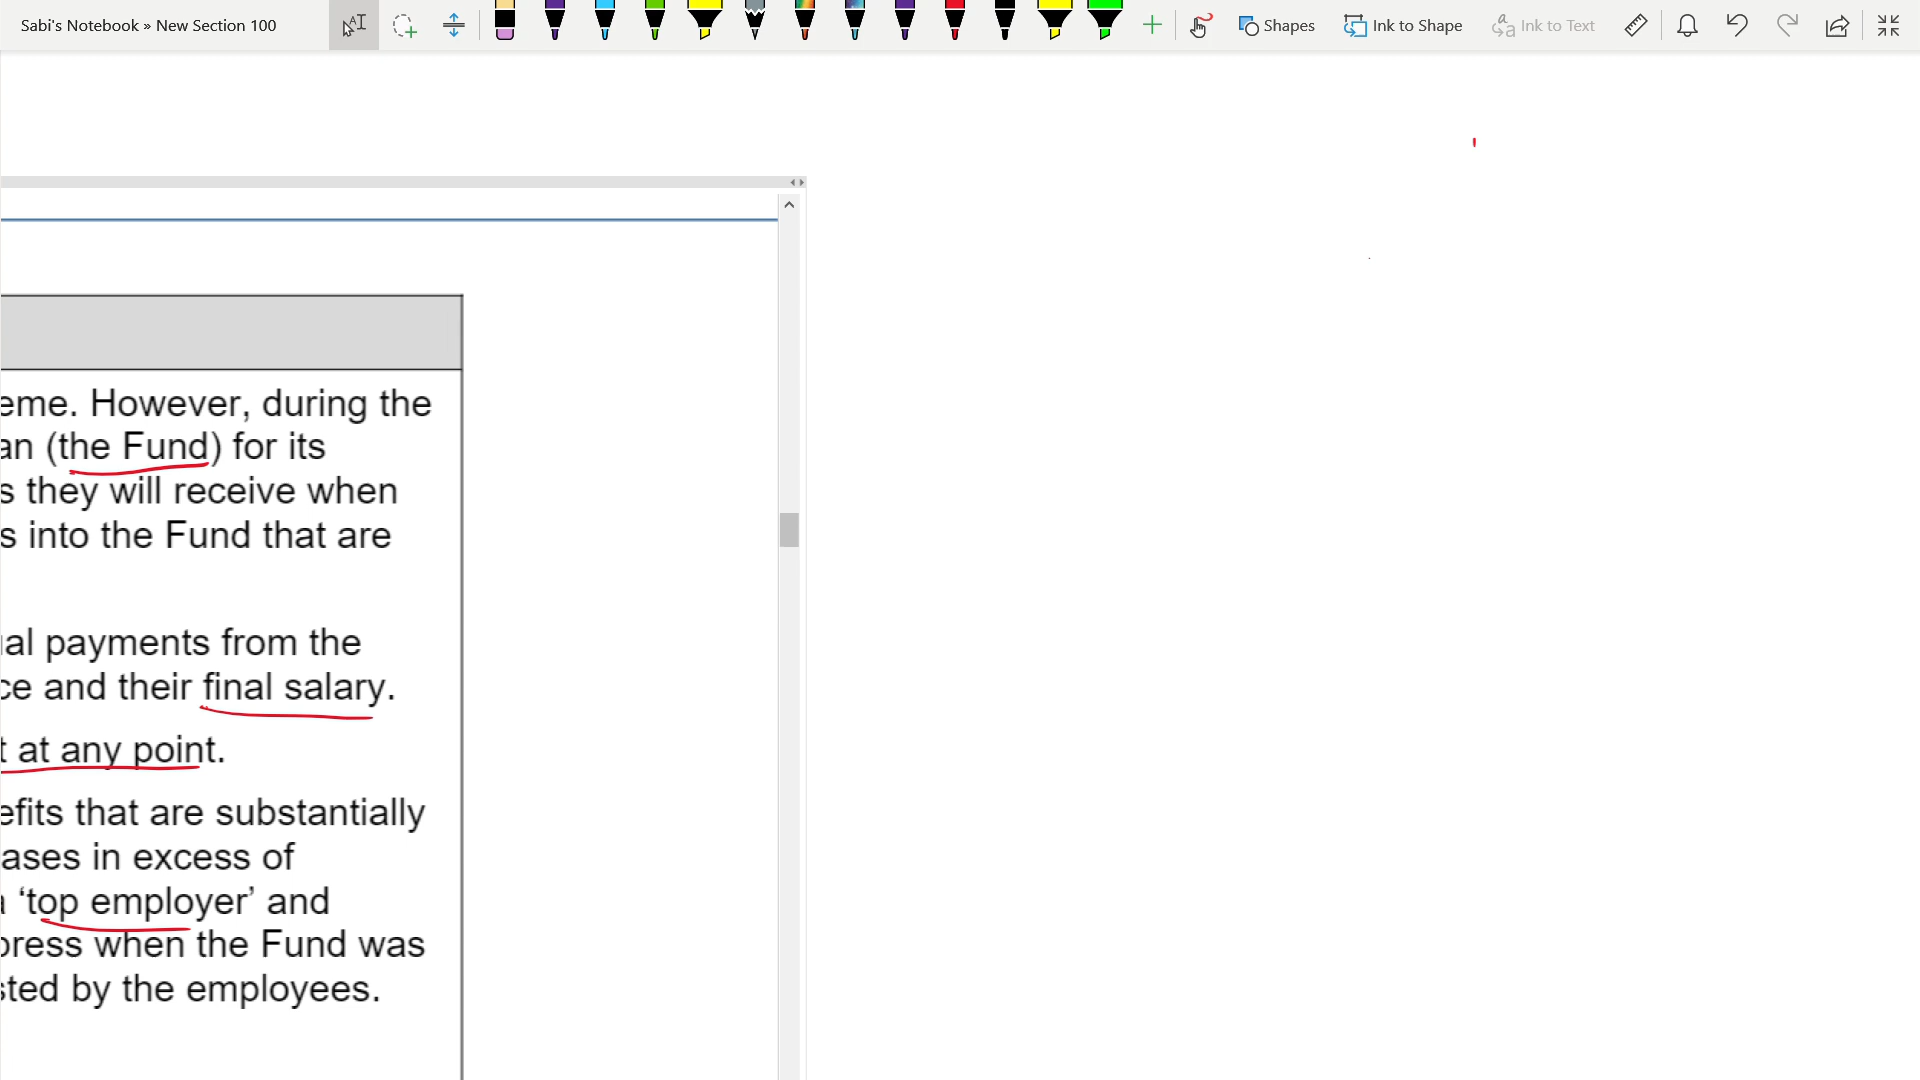 Sabi's Notebook » New Section 100
Shapes
Ink to Shape
Ink to Text
eme. However, during the
an (the Fund) for its
s they will receive when
s into the Fund that are
al payments from the
ce and their final salary.
t at any point.
efits that are substantially
ases in excess of
‘top employer’ and
press when the Fund was
sted by the employees.